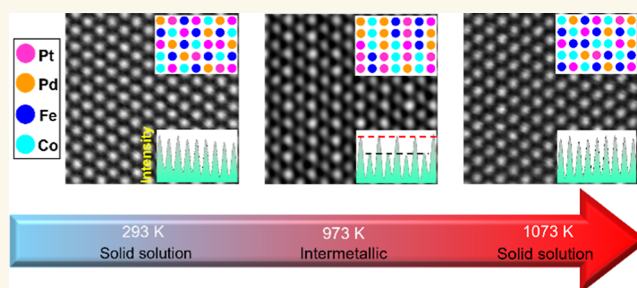 Pt
Pd
Fe
Co
Intensity
293 K
Solid solution
973 K
Intermetallic
1073 K
Solid solution